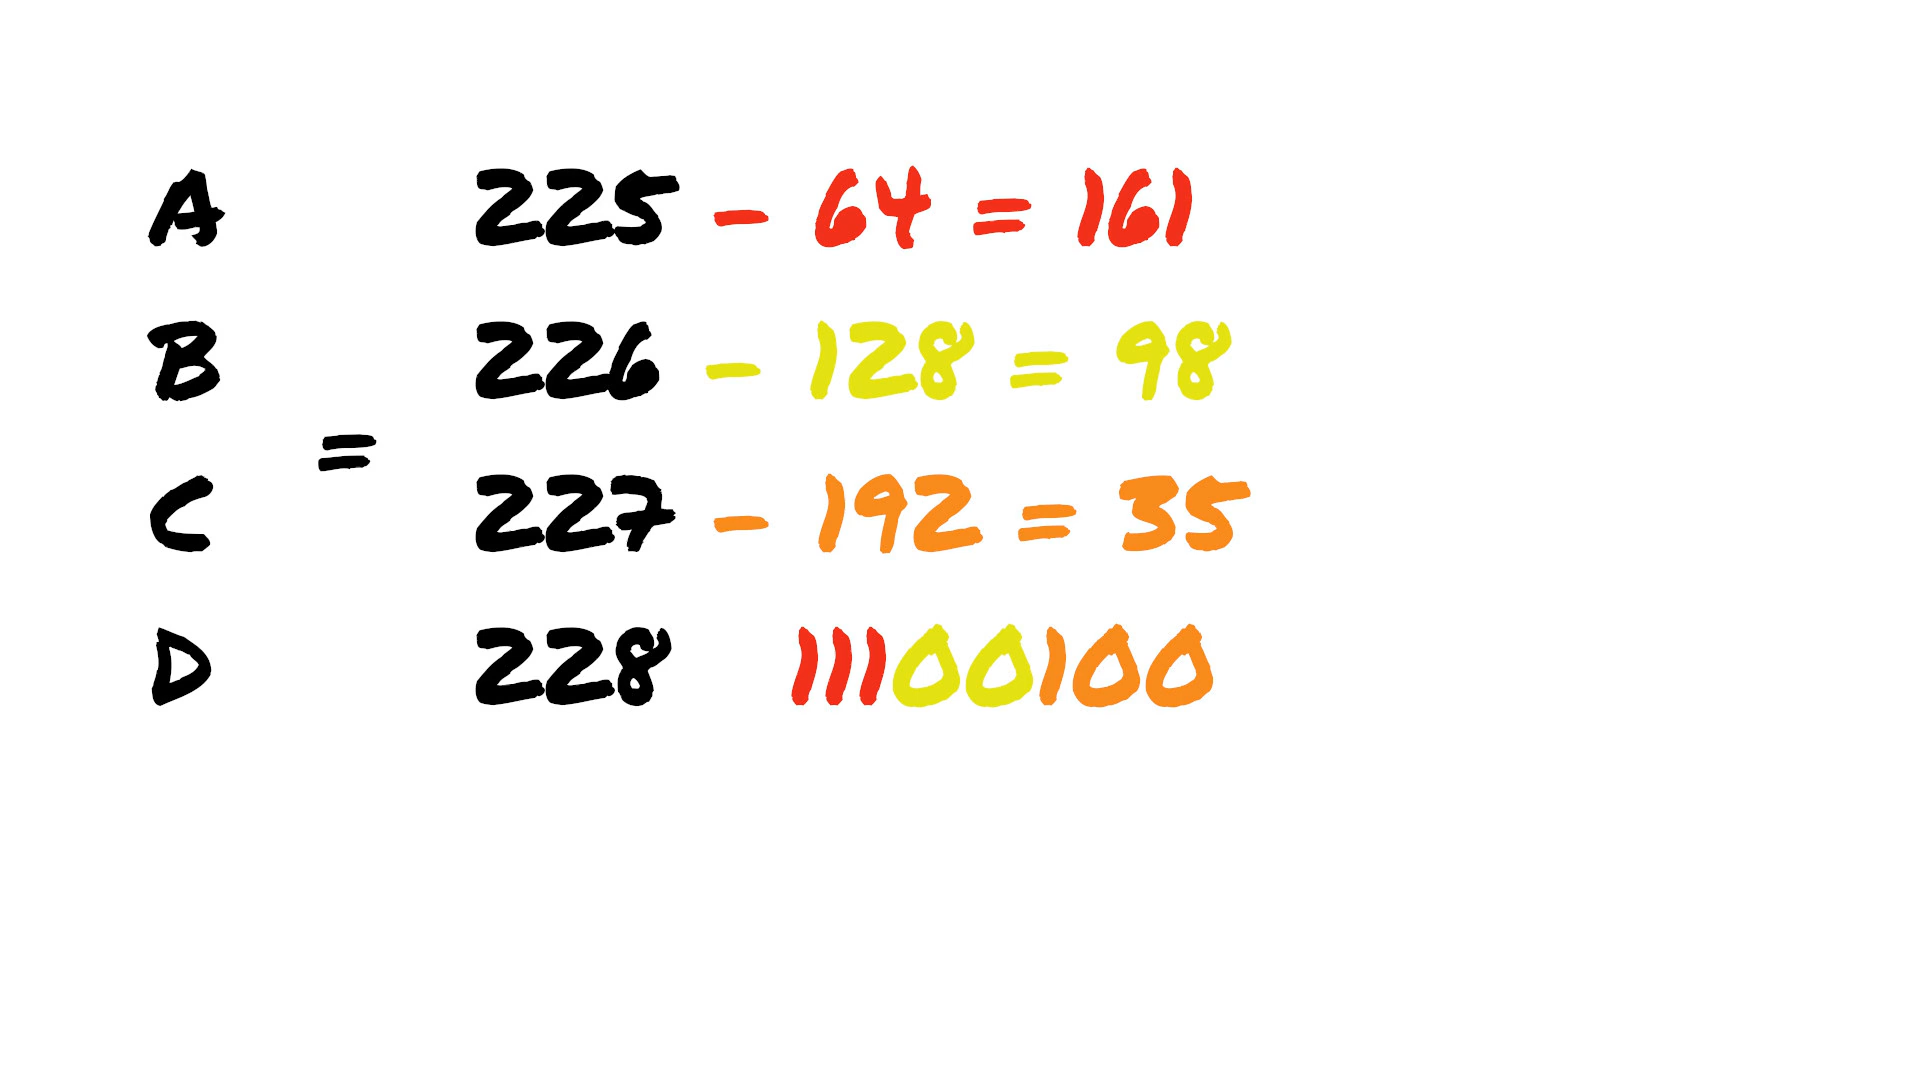 A 225 - 64 = 161
B 226 - 128 = 98
=
C 227 - 192 = 35
D 228 11100100